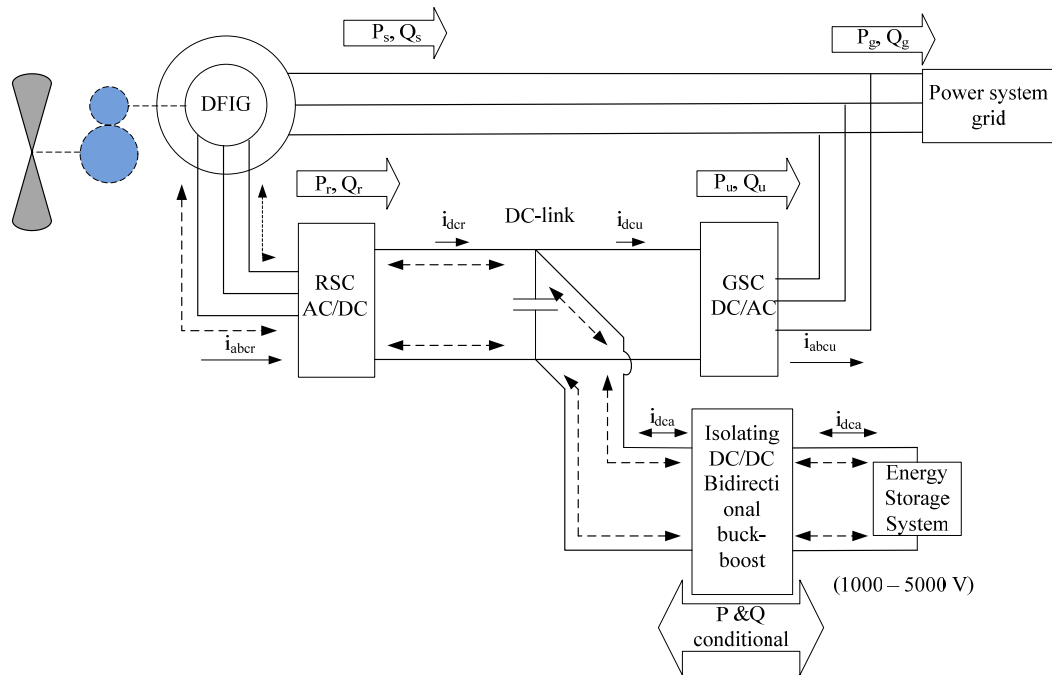 Ps, Qs
Pg, Qg
DFIG
Power system
grid
Pr, Qr
Pu, Qu
idcr
DC-link
idcu
RSC
AC/DC
GSC
DC/AC
iabcr
iabcu
idca
idca
Isolating
DC/DC
Bidirecti
onal
buck-
boost
Energy
Storage
System
(1000 – 5000 V)
P &Q
conditional